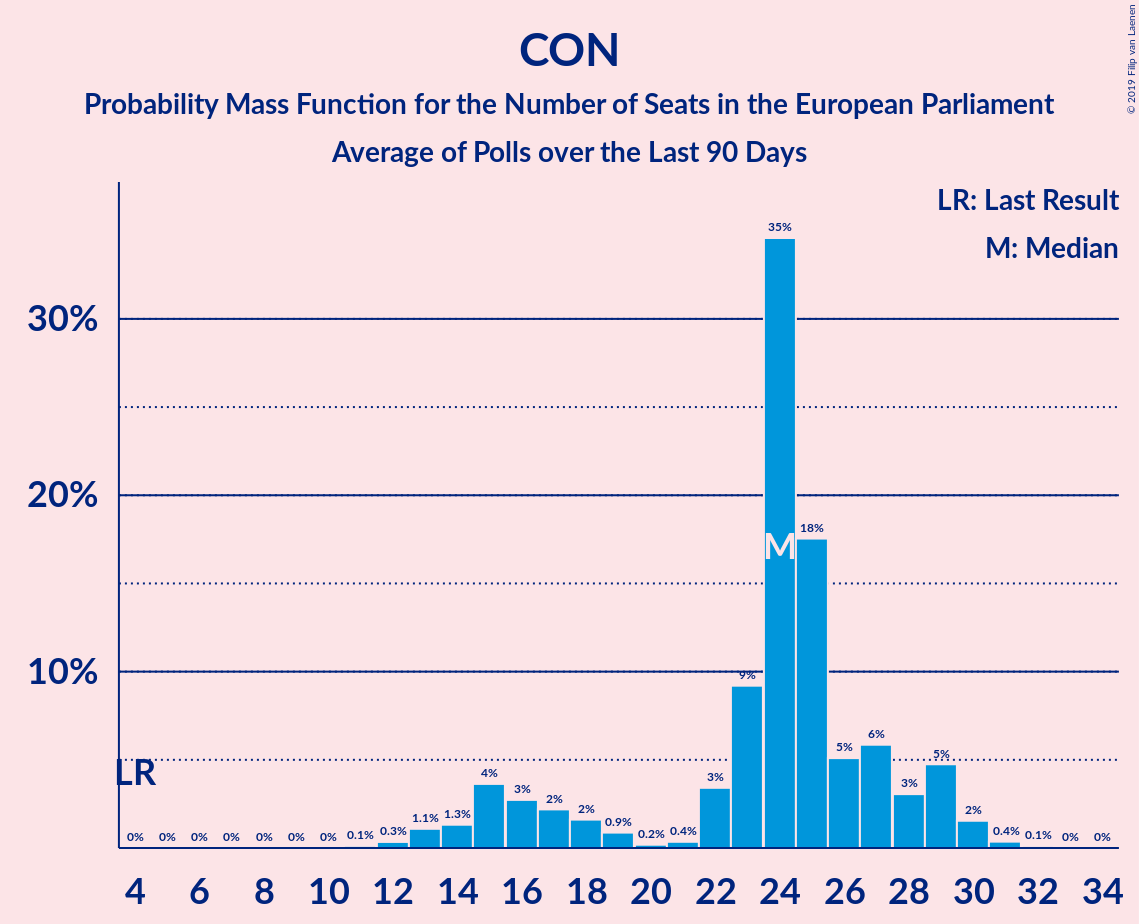 CON
Probability Mass Function for the Number of Seats in the European Parliament
Average of Polls over the Last 90 Days
© 2019 Filip van Laenen
LR: Last Result
M: Median
30%
20%
10%
LR
M
0% 0% 0% 0% 0% 0% 0% 0.1% 0.3% 1.1% 1.3% 4% 3% 2% 2% 0.9% 0.2% 0.4% 3% 9% 35% 18% 5% 6% 3% 5% 2% 0.4% 0.1% 0% 0%
4 6 8 10 12 14 16 18 20 22 24 26 28 30 32 34